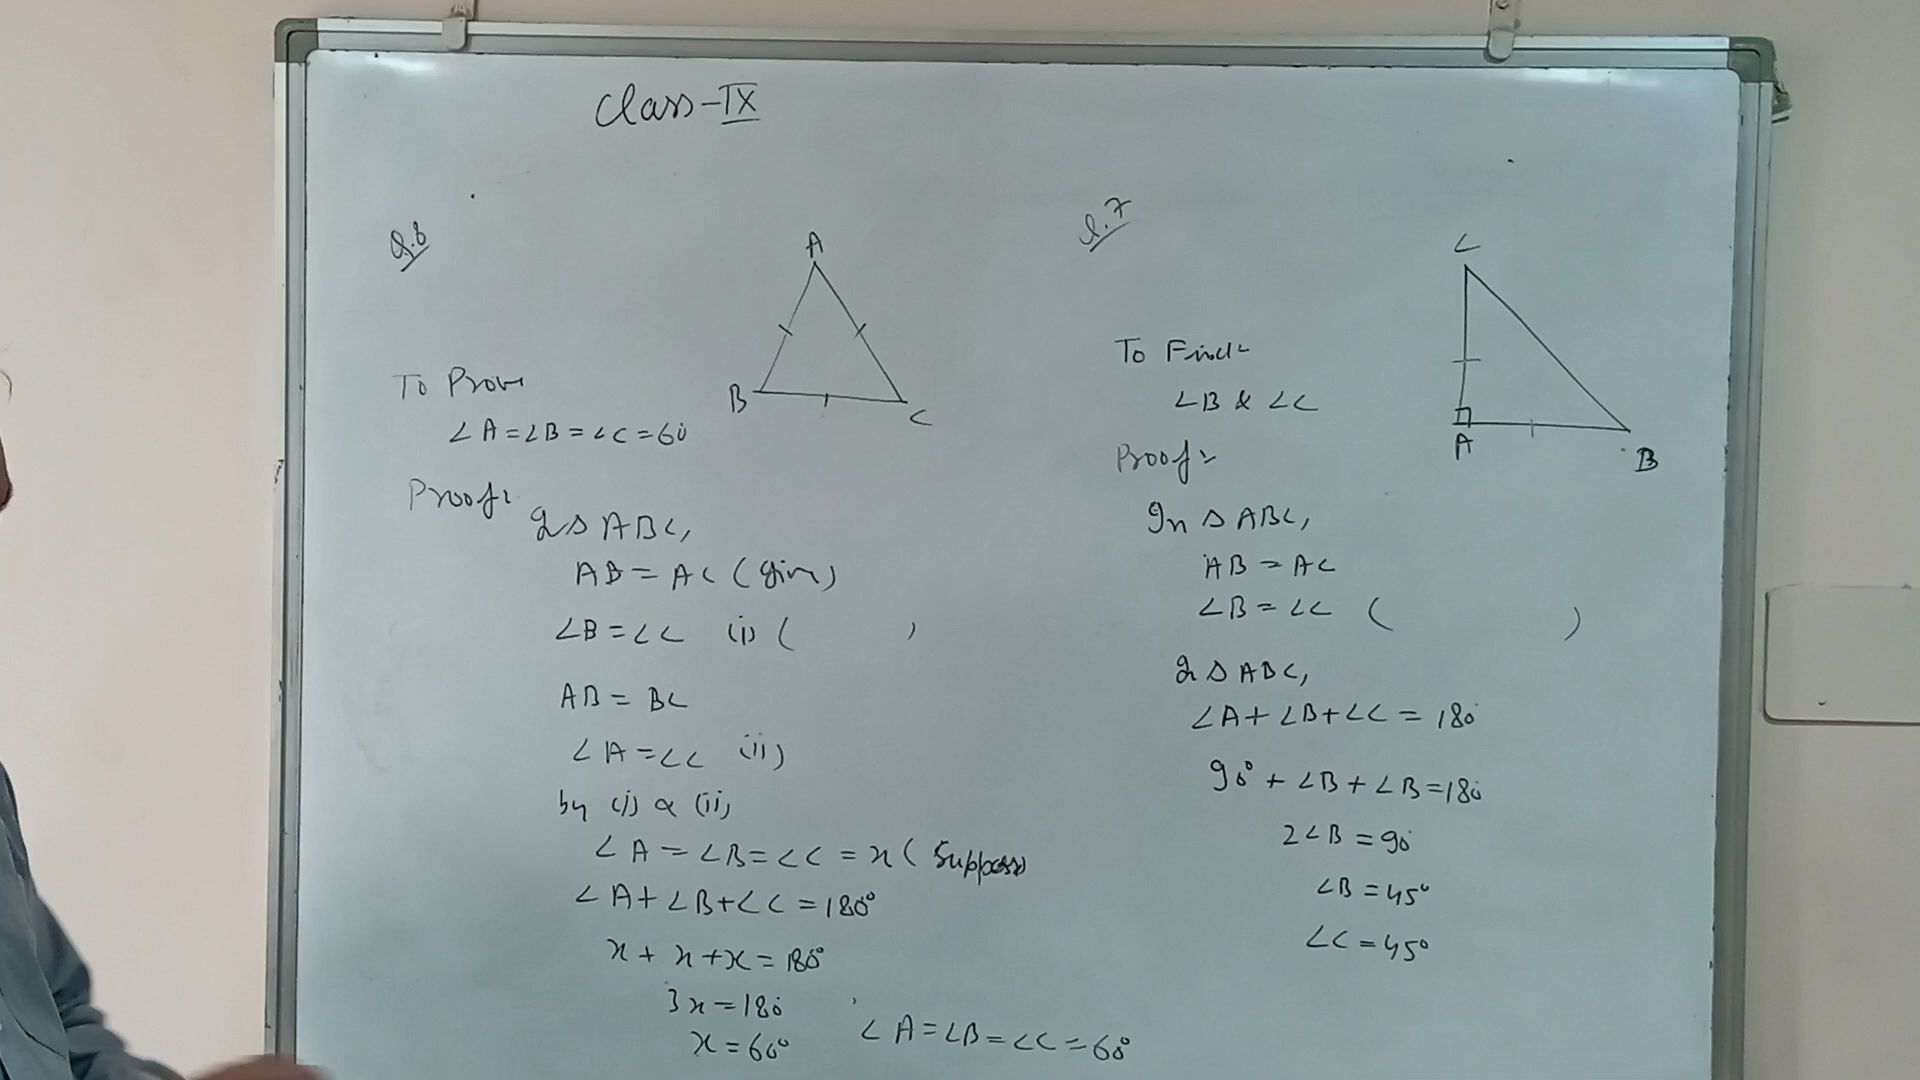 Class-IX
Q.8
A
B
C
To Prove
∠A=∠B=∠C=60°
Proof:
In △ ABC,
AB = AC (given)
∠B = ∠C (i) ( )
AB = BC
∠A = ∠C (ii)
by (i) & (ii)
∠A = ∠B = ∠C = x (Suppose)
∠A + ∠B + ∠C = 180°
x + x + x = 180°
3x = 180°
x = 60°
∠A = ∠B = ∠C = 60°
Q.7
C
A
B
To Find:-
∠B & ∠C
Proof:-
In △ ABC,
AB = AC
∠B = ∠C ( )
In △ ABC,
∠A + ∠B + ∠C = 180°
90° + ∠B + ∠B = 180°
2∠B = 90°
∠B = 45°
∠C = 45°